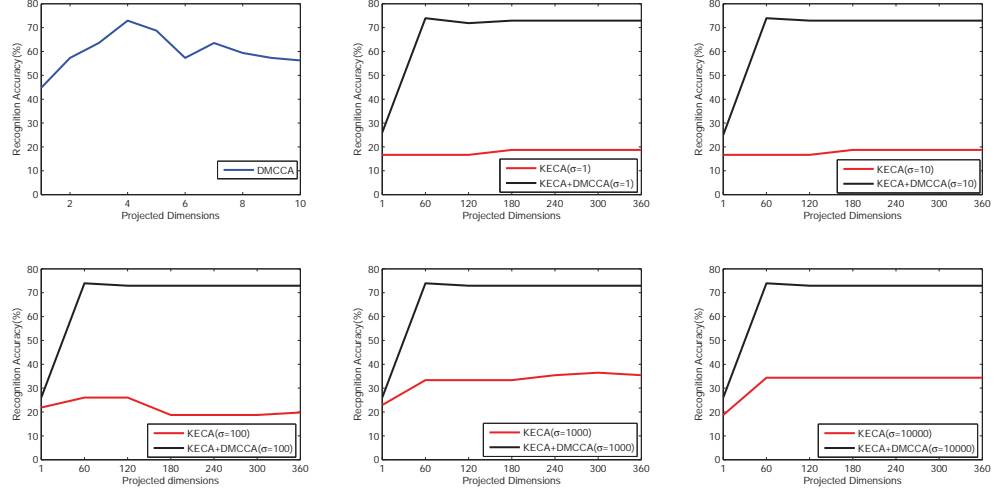 80
70
60
50
40
30
20
10
0
Recognition Accuracy(%)
DMCCA
2 4 6 8 10
Projected Dimensions
80
70
60
50
40
30
20
10
0
Recognition Accuracy(%)
KECA(σ=1)
KECA+DMCCA(σ=1)
1 60 120 180 240 300 360
Projected Dimensions
80
70
60
50
40
30
20
10
0
Recognition Accuracy(%)
KECA(σ=10)
KECA+DMCCA(σ=10)
1 60 120 180 240 300 360
Projected Dimensions
80
70
60
50
40
30
20
10
0
Recognition Accuracy(%)
KECA(σ=100)
KECA+DMCCA(σ=100)
1 60 120 180 240 300 360
Projected dimensions
80
70
60
50
40
30
20
10
0
Recpgnition Accuracy(%)
KECA(σ=1000)
KECA+DMCCA(σ=1000)
1 60 120 180 240 300 360
Projected Dimensions
80
70
60
50
40
30
20
10
0
Recognition Accuracy(%)
KECA(σ=10000)
KECA+DMCCA(σ=10000)
1 60 120 180 240 300 360
Projected Dimensions